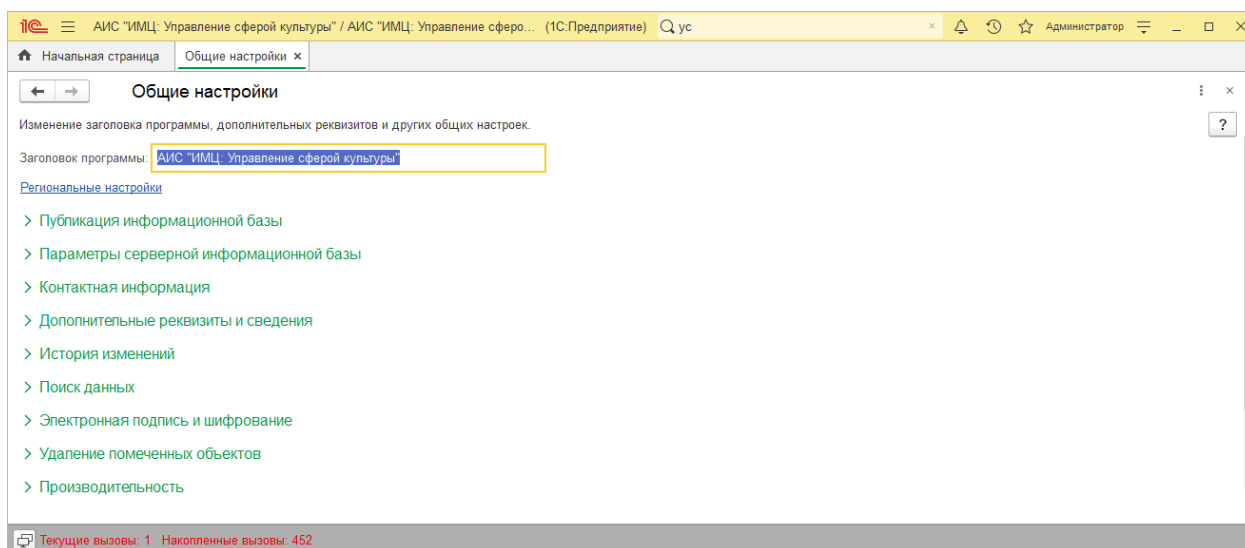 1С АИС "ИМЦ: Управление сферой культуры" / АИС "ИМЦ: Управление сферо... (1С:Предприятие) ус × Администратор
Начальная страница Общие настройки ×
Общие настройки
Изменение заголовка программы, дополнительных реквизитов и других общих настроек. ?
Заголовок программы: АИС "ИМЦ: Управление сферой культуры"
Региональные настройки
Публикация информационной базы
Параметры серверной информационной базы
Контактная информация
Дополнительные реквизиты и сведения
История изменений
Поиск данных
Электронная подпись и шифрование
Удаление помеченных объектов
Производительность
Текущие вызовы: 1 Накопленные вызовы: 452